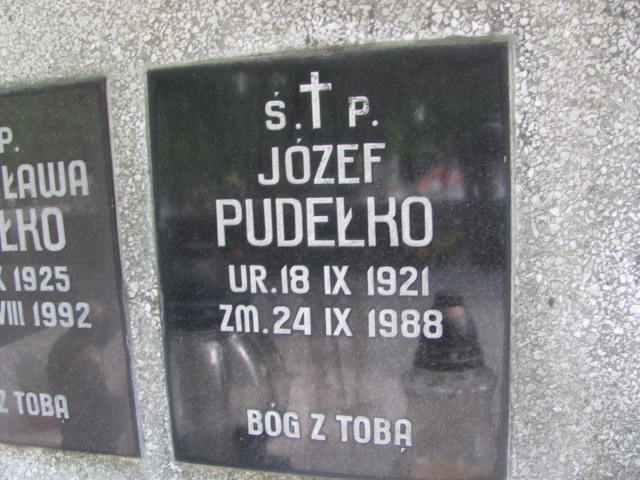 P.
ŁAWA
ŁKO
X 1925
VIII 1992
Z TOBĄ
Ś. P.
JÓZEF
PUDEŁKO
UR. 18 IX 1921
ZM. 24 IX 1988
BÓG Z TOBĄ